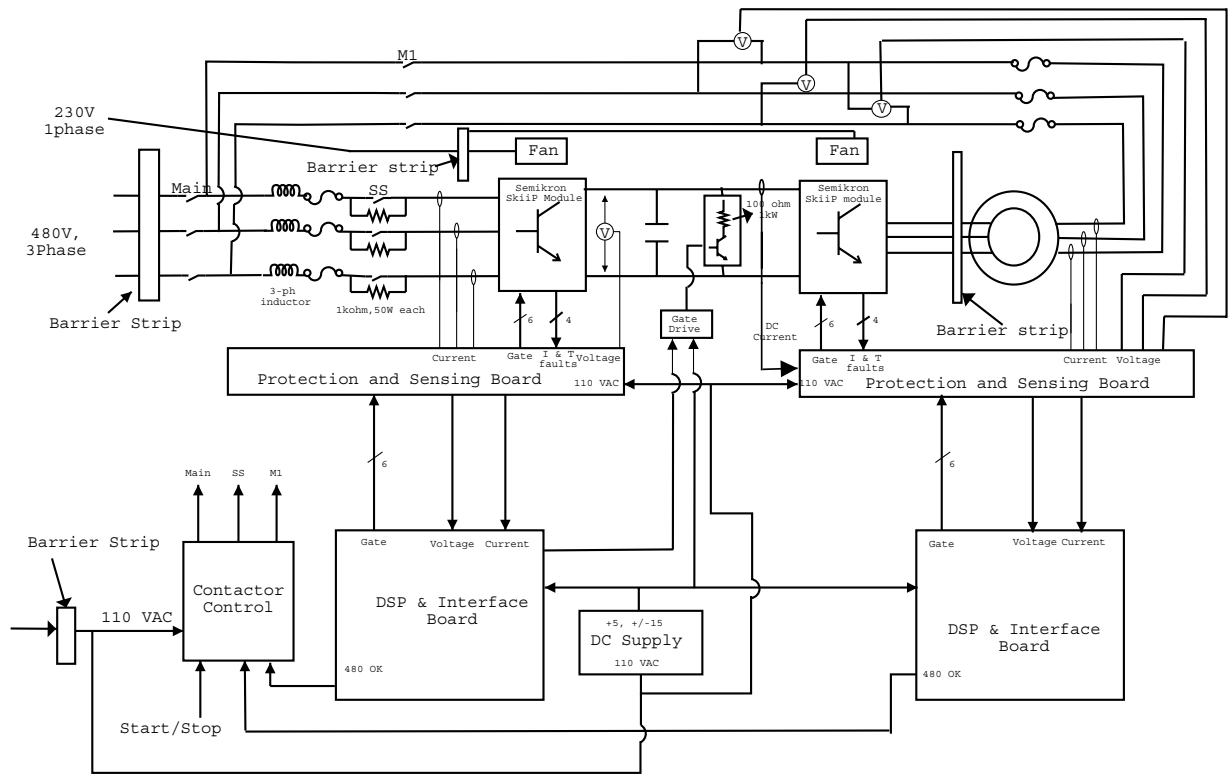 V
M1
V
230V
1phase
V
Fan
Fan
Barrier strip
Main
SS
Semikron
SkiiP Module
100 ohm
1kW
Semikron
SkiiP module
480V,
3Phase
V
3-ph
inductor
1kohm,50W each
Barrier Strip
6
4
Gate
Drive
DC
Current
6
4
Barrier strip
Current
Gate
I & T
faults
Voltage
Protection and Sensing Board
110 VAC
Gate
I & T
faults
Current
Voltage
110 VAC
Protection and Sensing Board
6
6
Main
SS
M1
Barrier Strip
Gate
Voltage
Current
Gate
Voltage
Current
Contactor
Control
DSP & Interface
Board
110 VAC
+5, +/-15
DC Supply
110 VAC
DSP & Interface
Board
480 OK
480 OK
Start/Stop